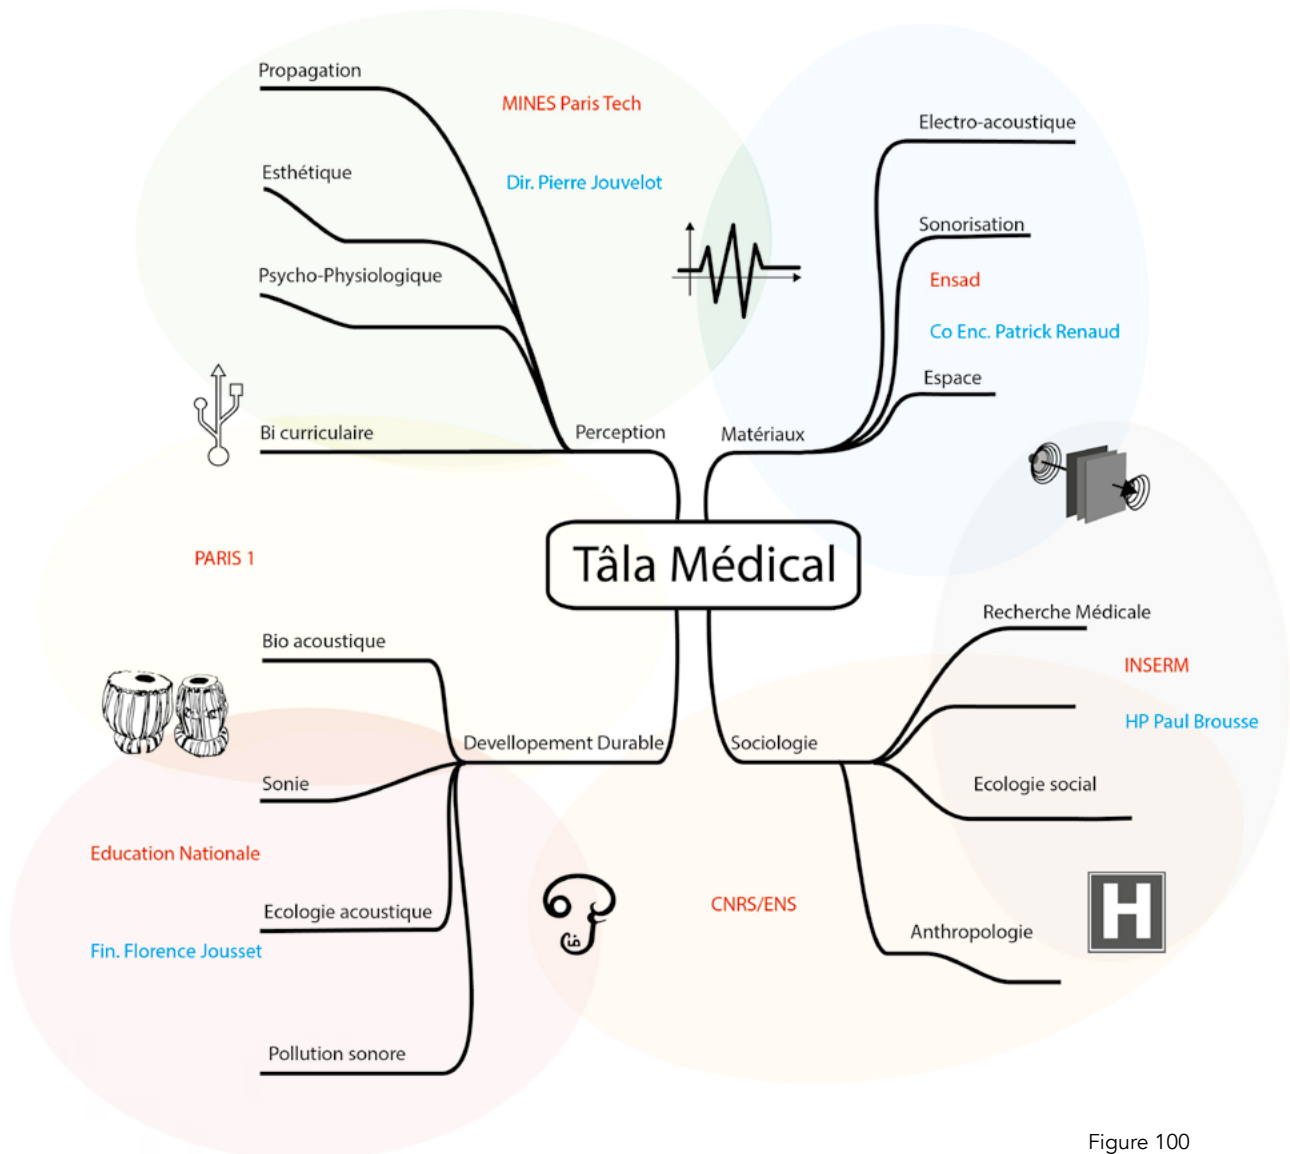 Propagation
MINES Paris Tech
Electro-acoustique
Esthétique
Dir. Pierre Jouvelot
Sonorisation
Psycho-Physiologique
Ensad
Co Enc. Patrick Renaud
Espace
Bi curriculaire
Perception
Matériaux
PARIS 1
Tâla Médical
Recherche Médicale
Bio acoustique
INSERM
HP Paul Brousse
Devellopement Durable
Sociologie
Sonie
Ecologie social
Education Nationale
CNRS/ENS
Ecologie acoustique
Anthropologie
Fin. Florence Jousset
Pollution sonore
H
Figure 100